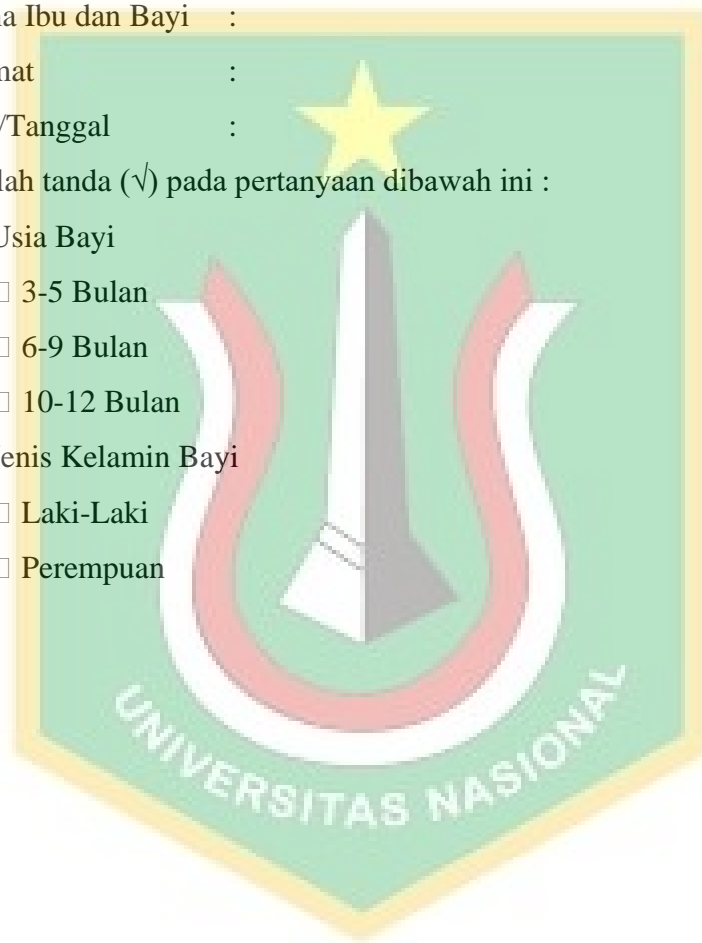 a Ibu dan Bayi :
mat :
/Tanggal :
lah tanda (√) pada pertanyaan dibawah ini :
Usia Bayi
□ 3-5 Bulan
□ 6-9 Bulan
□ 10-12 Bulan
enis Kelamin Bayi
□ Laki-Laki
□ Perempuan
UNIVERSITAS NASIONAL